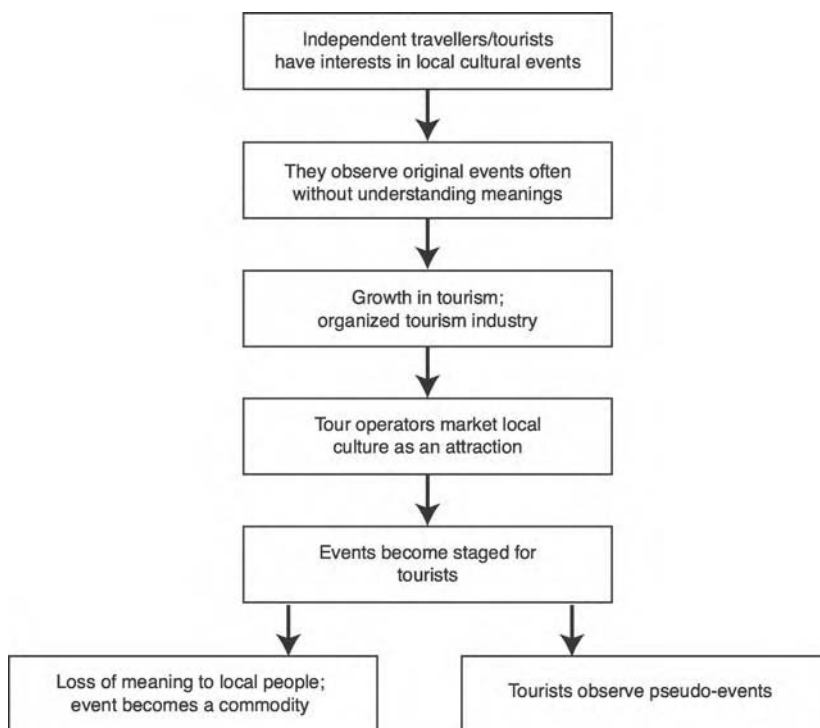 Independent travellers/tourists
have interests in local cultural events
They observe original events often
without understanding meanings
Growth in tourism;
organized tourism industry
Tour operators market local
culture as an attraction
Events become staged for
tourists
Loss of meaning to local people;
event becomes a commodity
Tourists observe pseudo-events